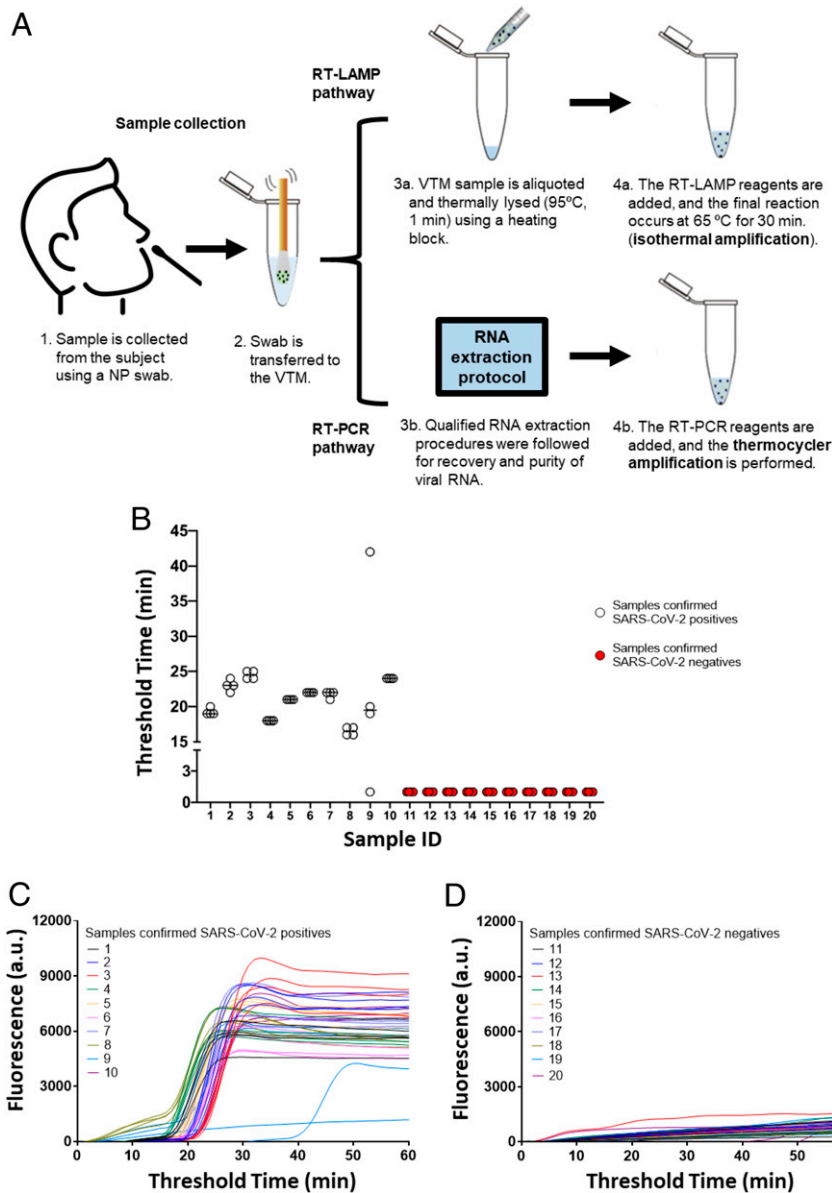 A
Sample collection
1. Sample is collected
from the subject
using a NP swab.
2. Swab is
transferred to
the VTM.
RT-LAMP
pathway
3a. VTM sample is aliquoted
and thermally lysed (95ºC,
1 min) using a heating
block.
4a. The RT-LAMP reagents are
added, and the final reaction
occurs at 65 ºC for 30 min.
(isothermal amplification).
RNA
extraction
protocol
RT-PCR
pathway
3b. Qualified RNA extraction
procedures were followed
for recovery and purity of
viral RNA.
4b. The RT-PCR reagents are
added, and the thermocycler
amplification is performed.
B
Threshold Time (min)
45
40
35
30
25
20
15
3
0
1 2 3 4 5 6 7 8 9 10 11 12 13 14 15 16 17 18 19 20
Sample ID
Samples confirmed
SARS-CoV-2 positives
Samples confirmed
SARS-CoV-2 negatives
C
Fluorescence (a.u.)
12000
9000
6000
3000
0
Samples confirmed SARS-CoV-2 positives
1
2
3
4
5
6
7
8
9
10
0 10 20 30 40 50 60
Threshold Time (min)
D
Fluorescence (a.u.)
12000
9000
6000
3000
0
Samples confirmed SARS-CoV-2 negatives
11
12
13
14
15
16
17
18
19
20
0 10 20 30 40 50
Threshold Time (min)